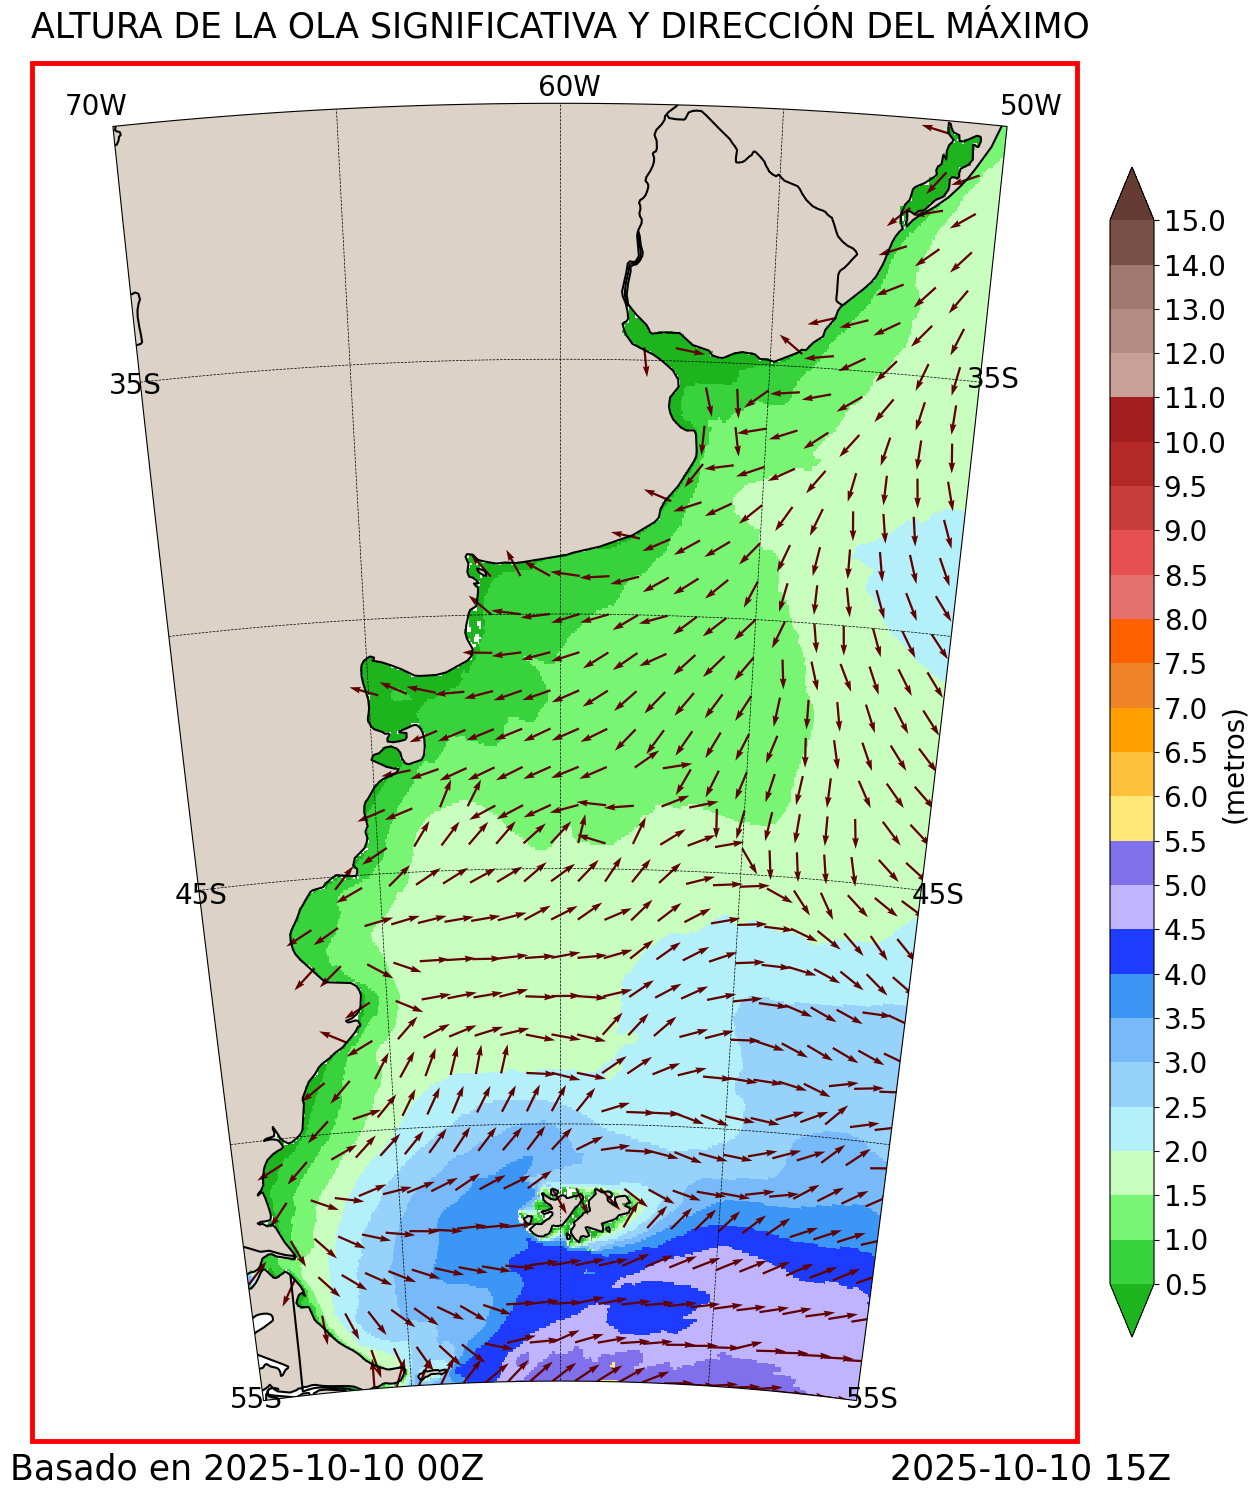 ALTURA DE LA OLA SIGNIFICATIVA Y DIRECCIÓN DEL MÁXIMO
70W
60W
50W
35S
35S
45S
45S
55S
55S
15.0
14.0
13.0
12.0
11.0
10.0
9.5
9.0
8.5
8.0
7.5
7.0
6.5
6.0
5.5
5.0
4.5
4.0
3.5
3.0
2.5
2.0
1.5
1.0
0.5
(metros)
Basado en 2025-10-10 00Z
2025-10-10 15Z